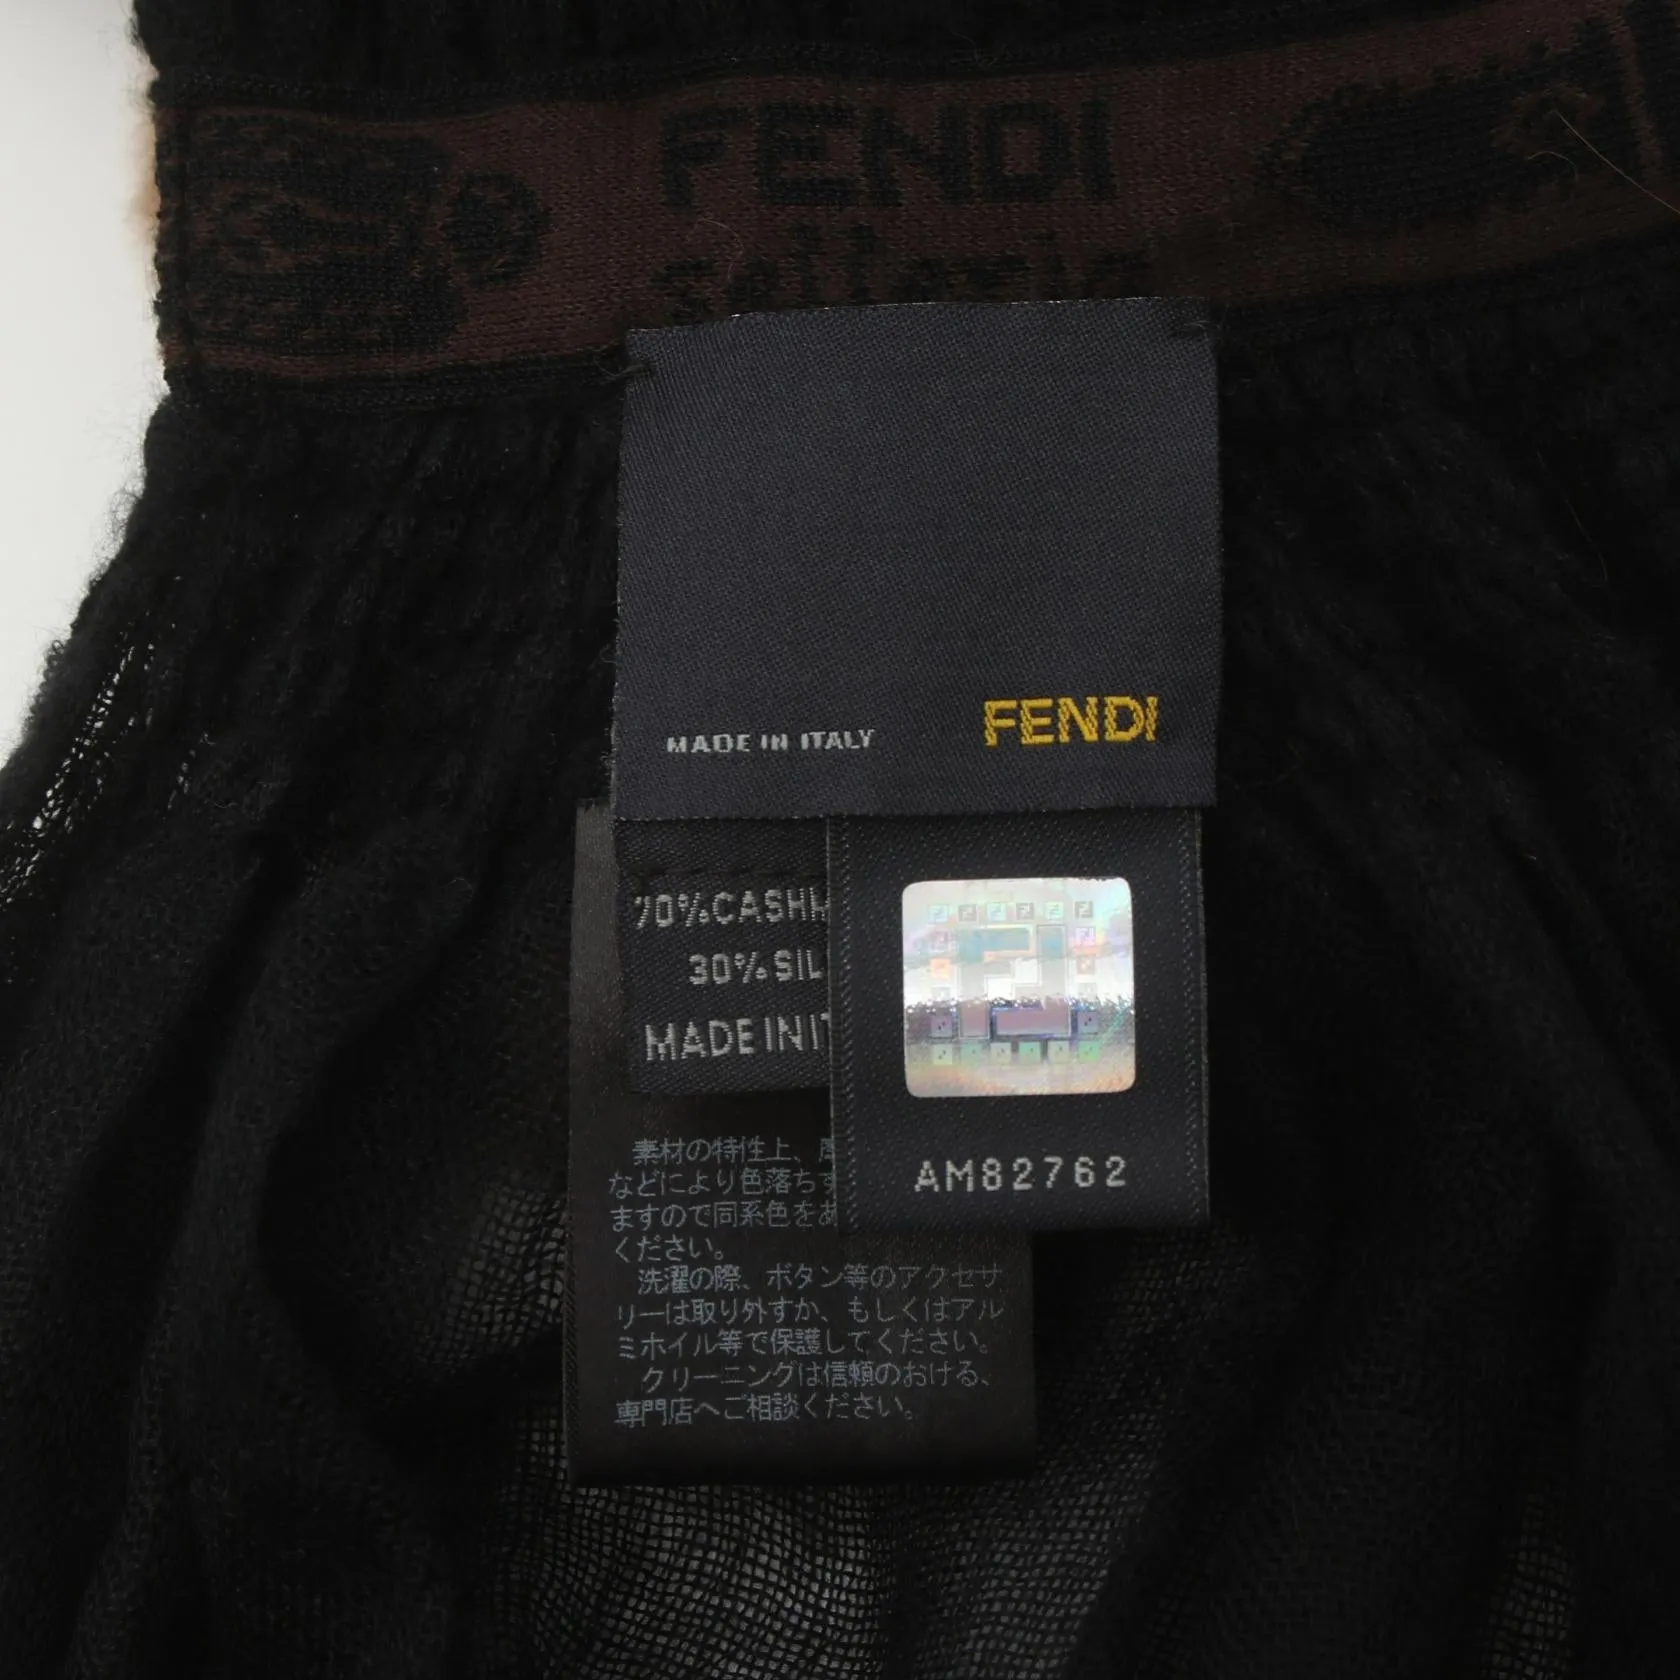 FENDI
selleria
MADE IN ITALY
FENDI
70% CASHM
30% SIL
MADE IN IT
AM82762
素材の特性上、摩
などにより色落ちす
ますので同系色をあ
ください。
洗濯の際、ボタン等のアクセサ
リーは取り外すか、もしくはアル
ミホイル等で保護してください。
クリーニングは信頼のおける、
専門店へご相談ください。